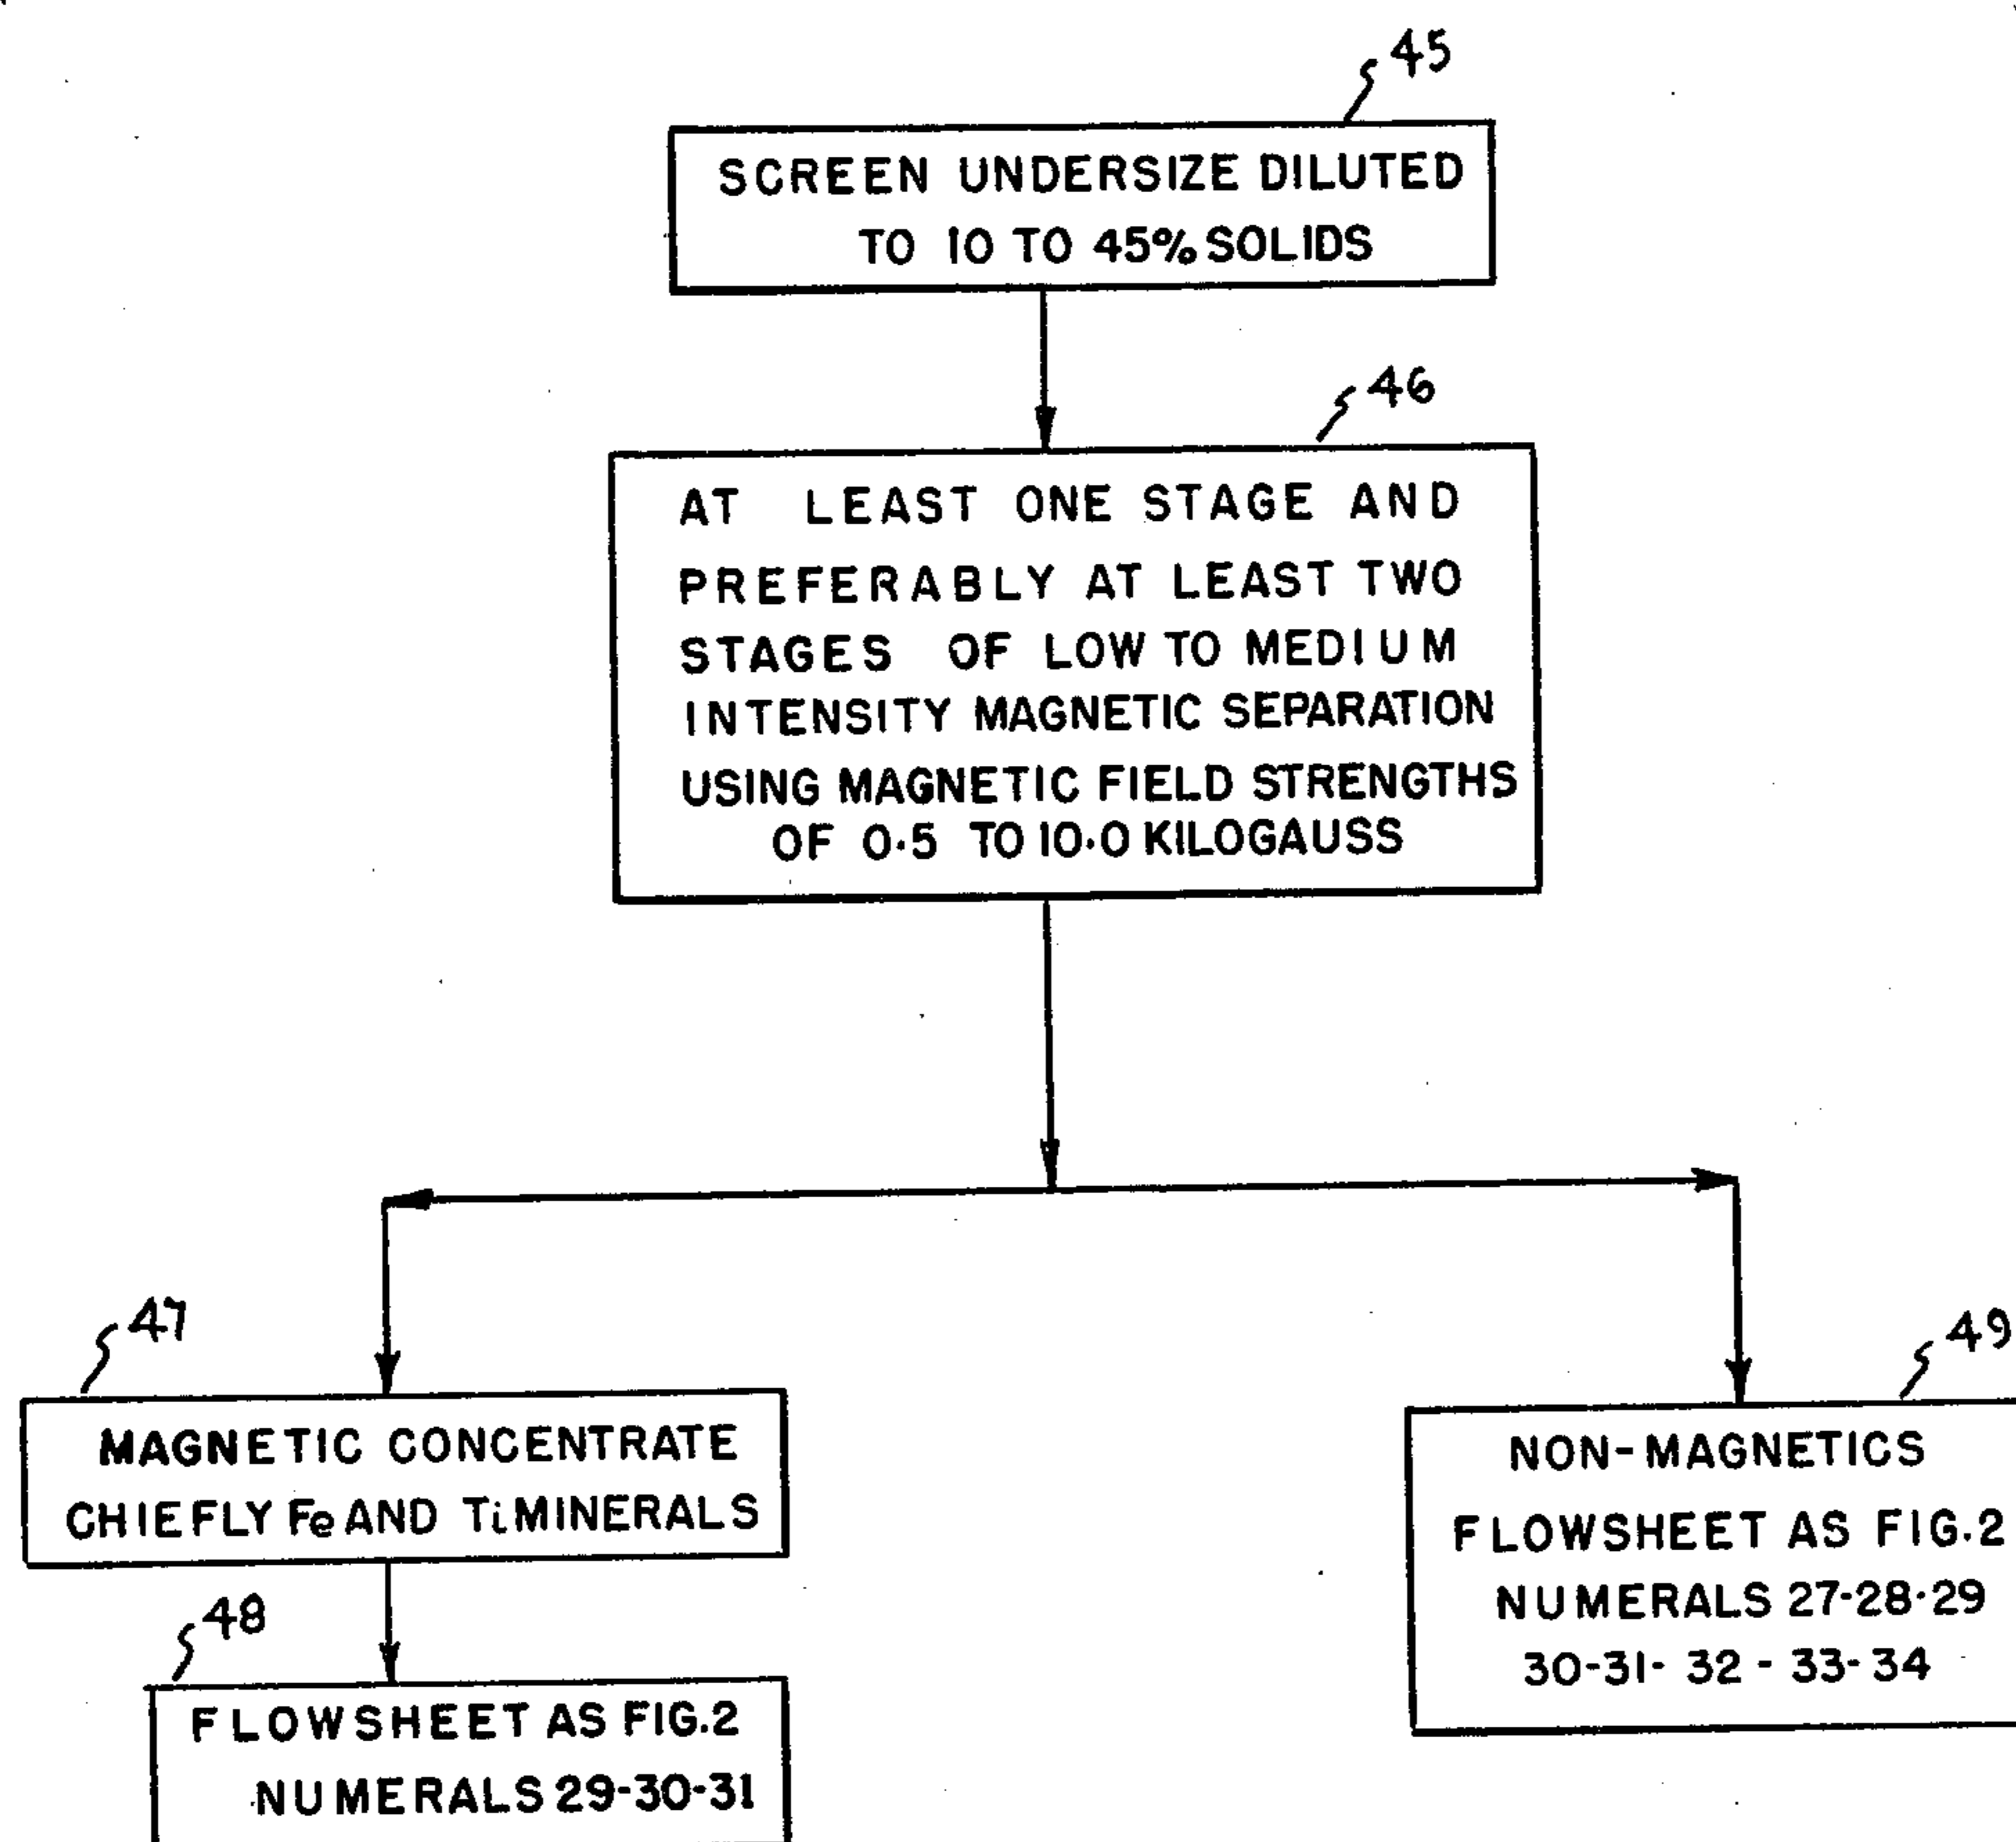 45
SCREEN UNDERSIZE DILUTED
TO 10 TO 45% SOLIDS
46
AT LEAST ONE STAGE AND
PREFERABLY AT LEAST TWO
STAGES OF LOW TO MEDIUM
INTENSITY MAGNETIC SEPARATION
USING MAGNETIC FIELD STRENGTHS
OF 0.5 TO 10.0 KILOGAUSS
47
MAGNETIC CONCENTRATE
CHIEFLY Fe AND Ti MINERALS
48
FLOWSHEET AS FIG.2
NUMERALS 29-30-31
49
NON-MAGNETICS
FLOWSHEET AS FIG.2
NUMERALS 27-28-29
30-31-32-33-34